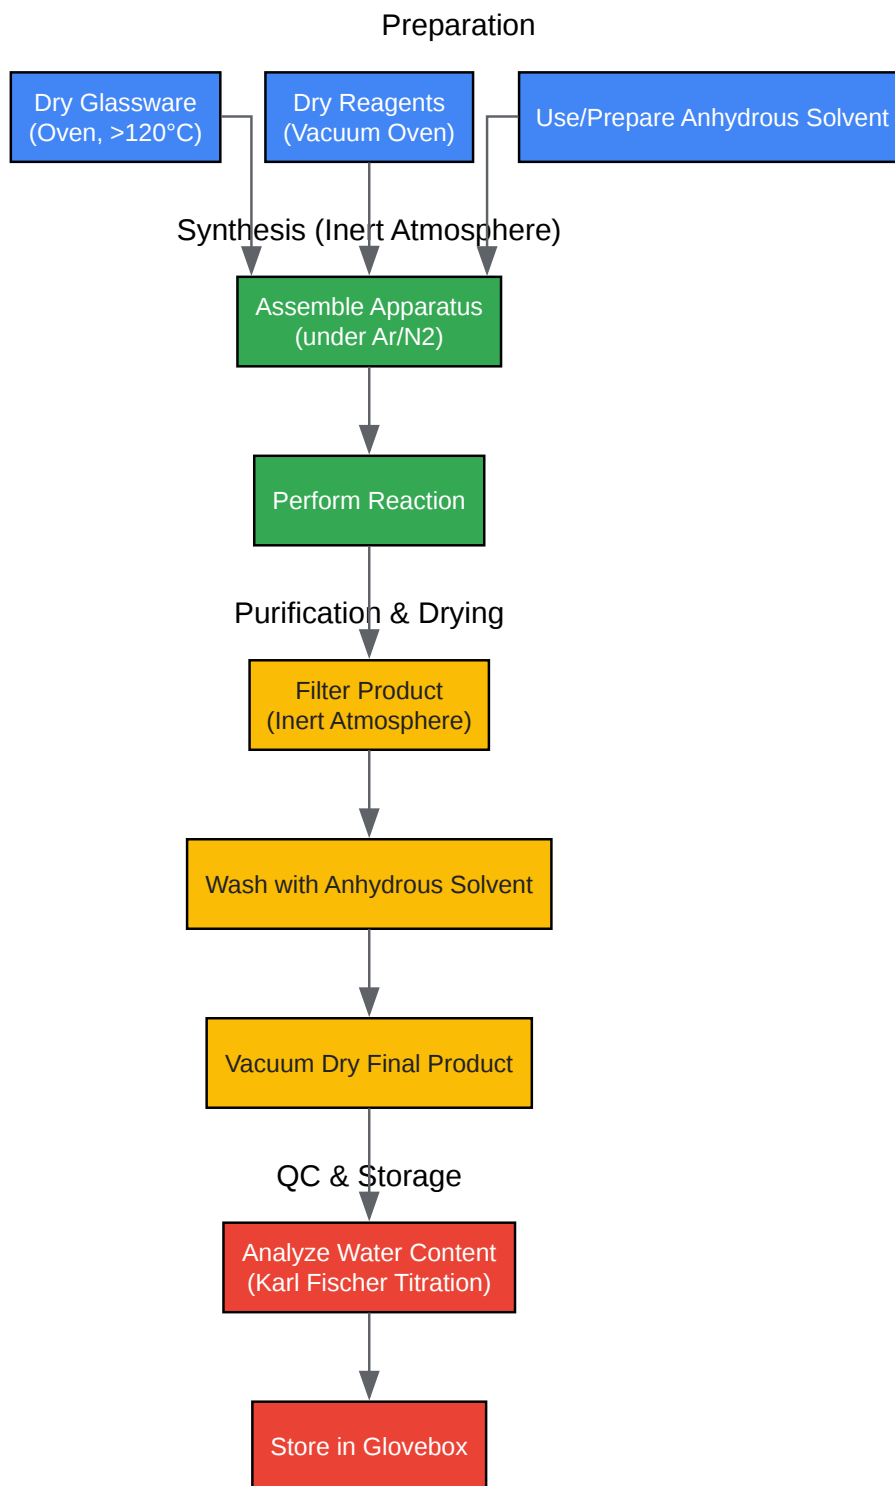 Preparation
Dry Glassware
(Oven, >120°C)
Dry Reagents
(Vacuum Oven)
Use/Prepare Anhydrous Solvent
Synthesis (Inert Atmosphere)
Assemble Apparatus
(under Ar/N2)
Perform Reaction
Purification & Drying
Filter Product
(Inert Atmosphere)
Wash with Anhydrous Solvent
Vacuum Dry Final Product
QC & Storage
Analyze Water Content
(Karl Fischer Titration)
Store in Glovebox